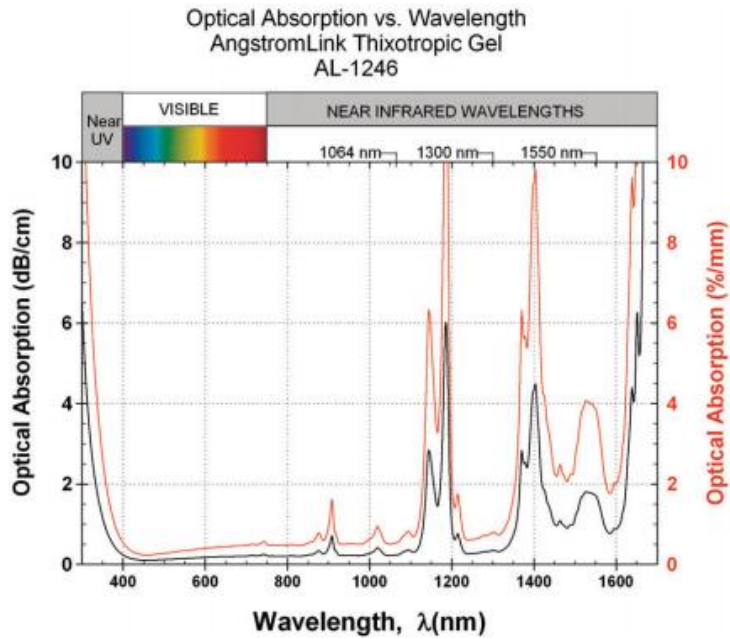 Optical Absorption vs. Wavelength
AngstromLink Thixotropic Gel
AL-1246
Near
UV
VISIBLE
NEAR INFRARED WAVELENGTHS
1064 nm
1300 nm
1550 nm
10
8
6
4
2
0
Optical Absorption (dB/cm)
10
8
6
4
2
0
Optical Absorption (%/mm)
400
600
800
1000
1200
1400
1600
Wavelength, λ(nm)